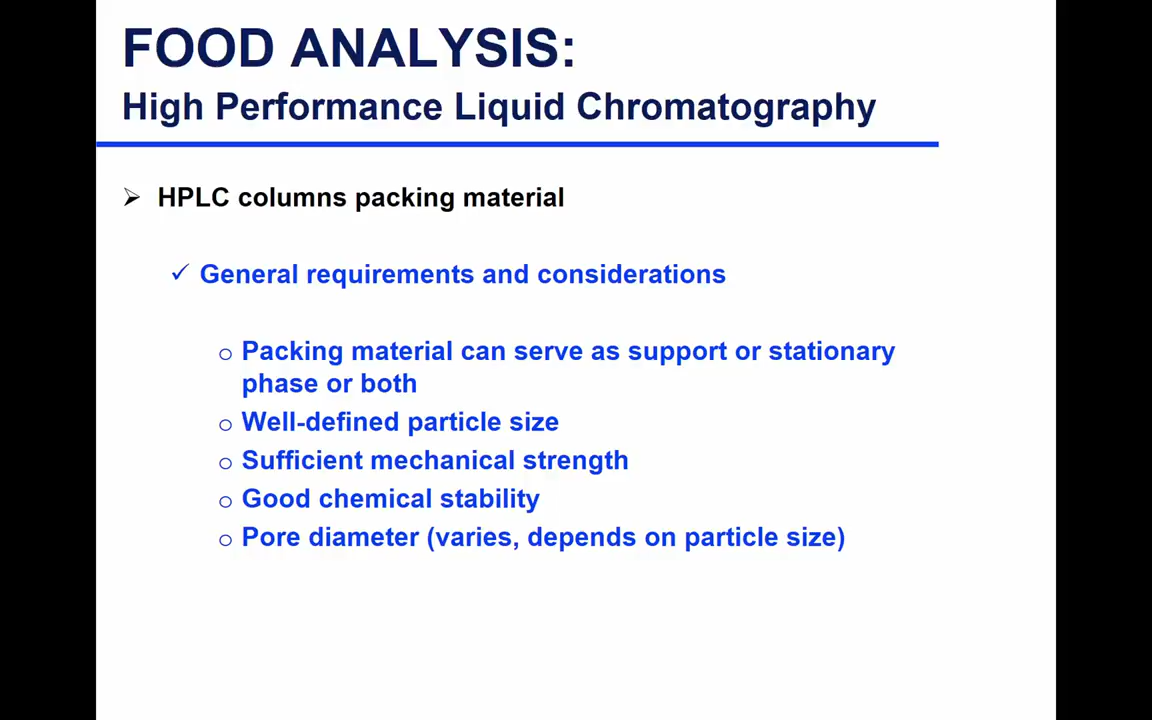 FOOD ANALYSIS:
High Performance Liquid Chromatography
➢ HPLC columns packing material
✓ General requirements and considerations
o Packing material can serve as support or stationary
phase or both
o Well-defined particle size
o Sufficient mechanical strength
o Good chemical stability
o Pore diameter (varies, depends on particle size)